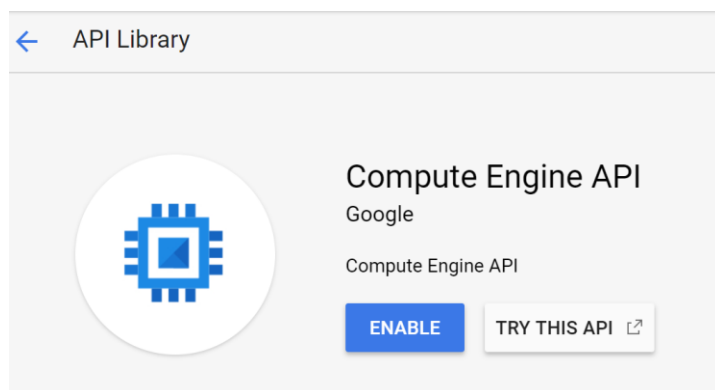 API Library
Compute Engine API
Google
Compute Engine API
ENABLE
TRY THIS API